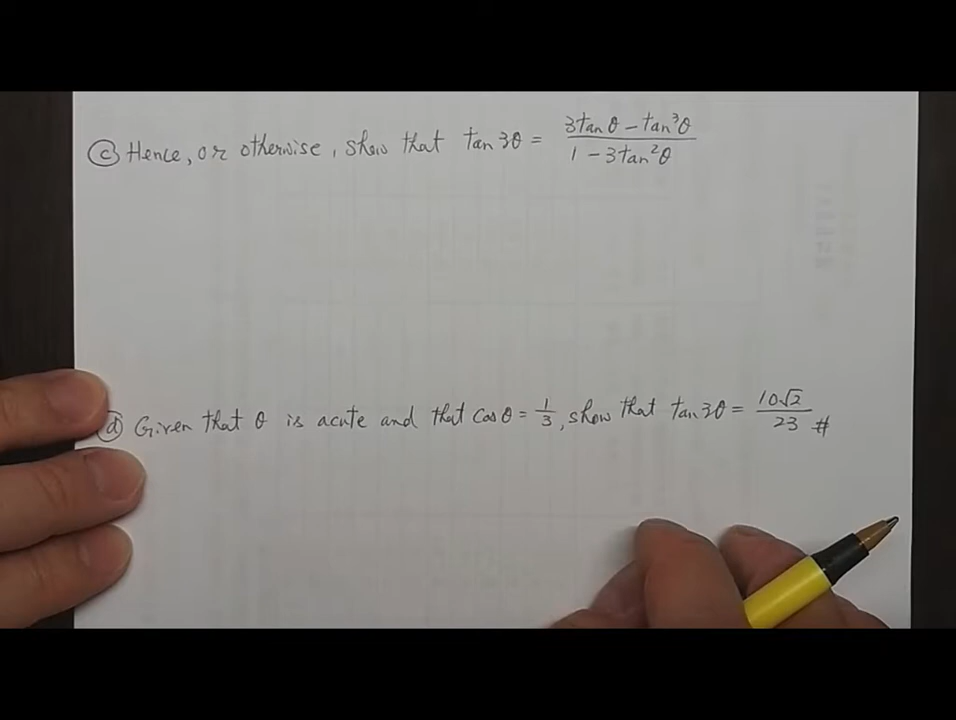 ⓒ Hence, or otherwise, show that tan 3θ = (3tan θ − tan³θ) / (1 − 3tan²θ)
ⓓ Given that θ is acute and that cos θ = 1/3, show that tan 3θ = 10√2 / 23 #